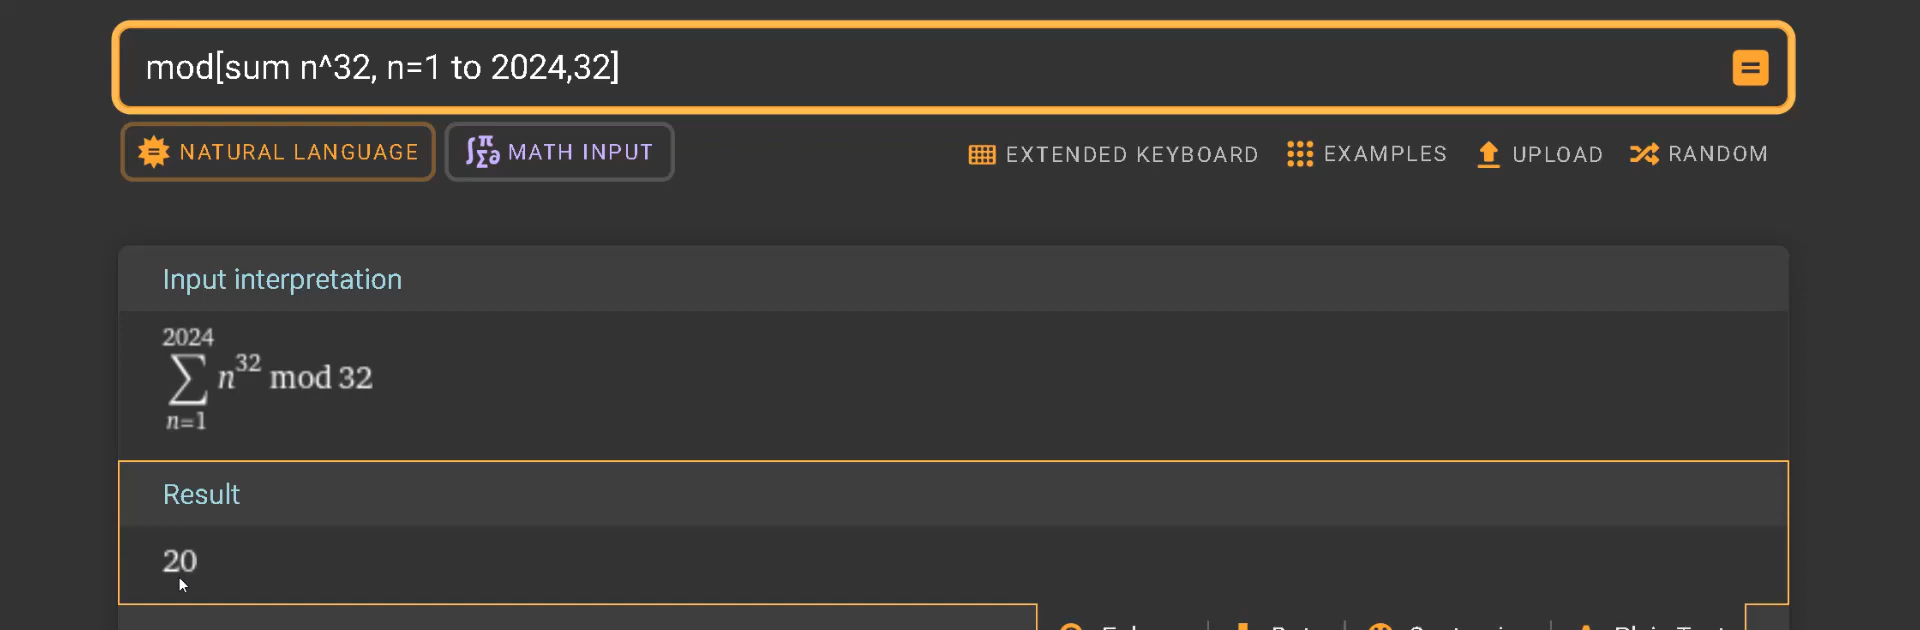 mod[sum n^32, n=1 to 2024,32]
=
NATURAL LANGUAGE
MATH INPUT
EXTENDED KEYBOARD
EXAMPLES
UPLOAD
RANDOM
Input interpretation
2024
∑ n^32 mod 32
n=1
Result
20